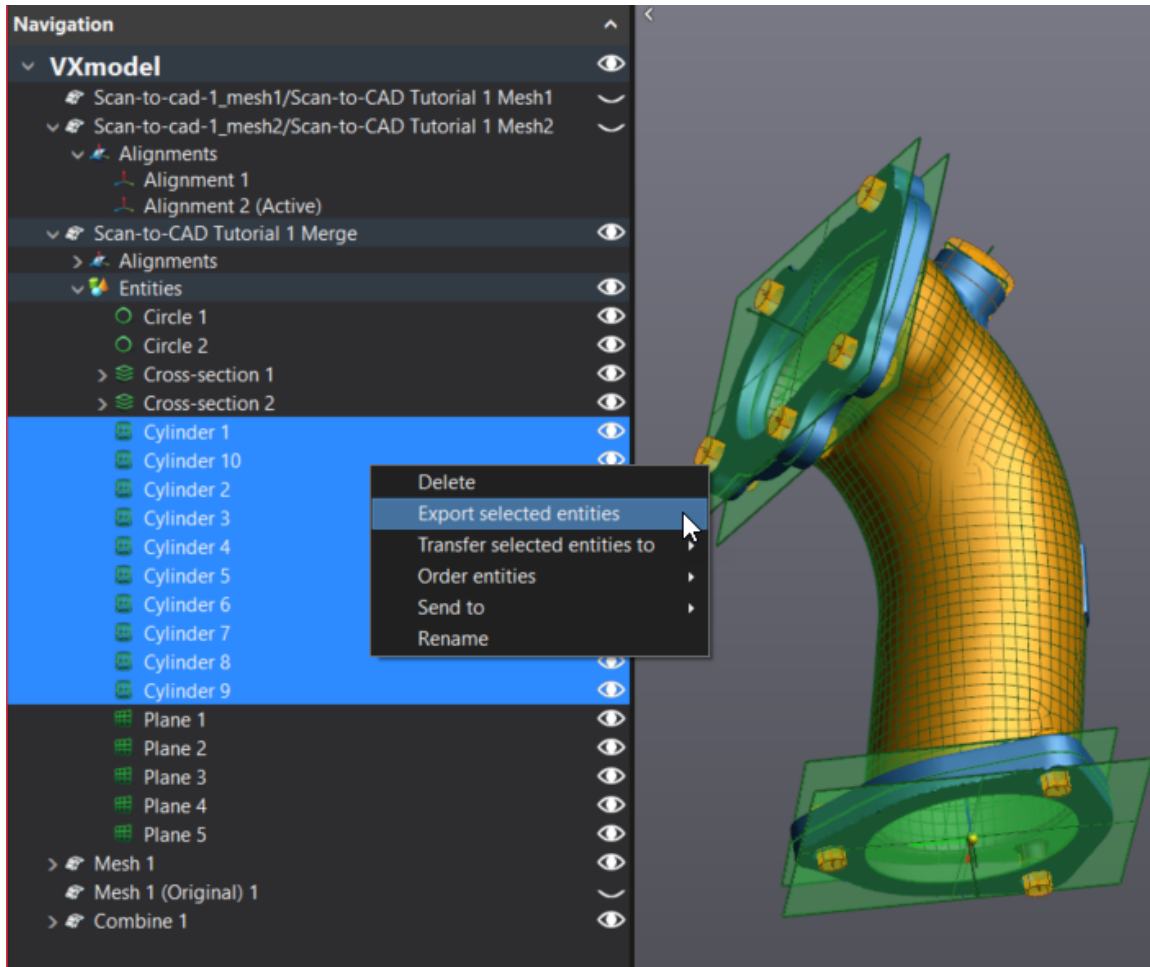 Navigation
VXmodel
Scan-to-cad-1_mesh1/Scan-to-CAD Tutorial 1 Mesh1
Scan-to-cad-1_mesh2/Scan-to-CAD Tutorial 1 Mesh2
Alignments
Alignment 1
Alignment 2 (Active)
Scan-to-CAD Tutorial 1 Merge
Alignments
Entities
Circle 1
Circle 2
Cross-section 1
Cross-section 2
Cylinder 1
Cylinder 10
Cylinder 2
Cylinder 3
Cylinder 4
Cylinder 5
Cylinder 6
Cylinder 7
Cylinder 8
Cylinder 9
Plane 1
Plane 2
Plane 3
Plane 4
Plane 5
Mesh 1
Mesh 1 (Original) 1
Combine 1
Delete
Export selected entities
Transfer selected entities to
Order entities
Send to
Rename